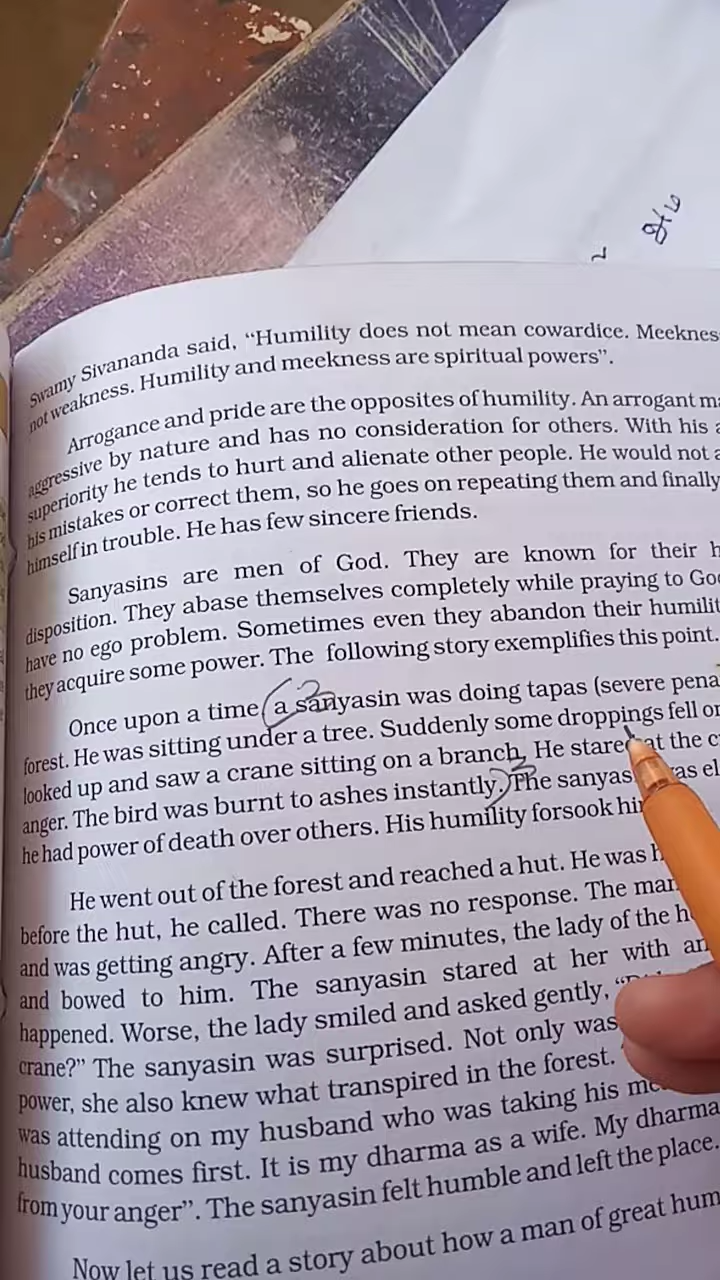 Swamy Sivananda said, “Humility does not mean cowardice. Meeknes
not weakness. Humility and meekness are spiritual powers”.
Arrogance and pride are the opposites of humility. An arrogant ma
aggressive by nature and has no consideration for others. With his a
superiority he tends to hurt and alienate other people. He would not a
his mistakes or correct them, so he goes on repeating them and finally
himself in trouble. He has few sincere friends.
Sanyasins are men of God. They are known for their h
disposition. They abase themselves completely while praying to God
have no ego problem. Sometimes even they abandon their humilit
they acquire some power. The following story exemplifies this point.
Once upon a time a sanyasin was doing tapas (severe pena
forest. He was sitting under a tree. Suddenly some droppings fell on
looked up and saw a crane sitting on a branch. He stared at the c
anger. The bird was burnt to ashes instantly. The sanyas was el
he had power of death over others. His humility forsook hi
He went out of the forest and reached a hut. He was h
before the hut, he called. There was no response. The man
and was getting angry. After a few minutes, the lady of the h
and bowed to him. The sanyasin stared at her with an
happened. Worse, the lady smiled and asked gently,
crane?” The sanyasin was surprised. Not only was
power, she also knew what transpired in the forest.
was attending on my husband who was taking his me
husband comes first. It is my dharma as a wife. My dharma
from your anger”. The sanyasin felt humble and left the place.
Now let us read a story about how a man of great hum